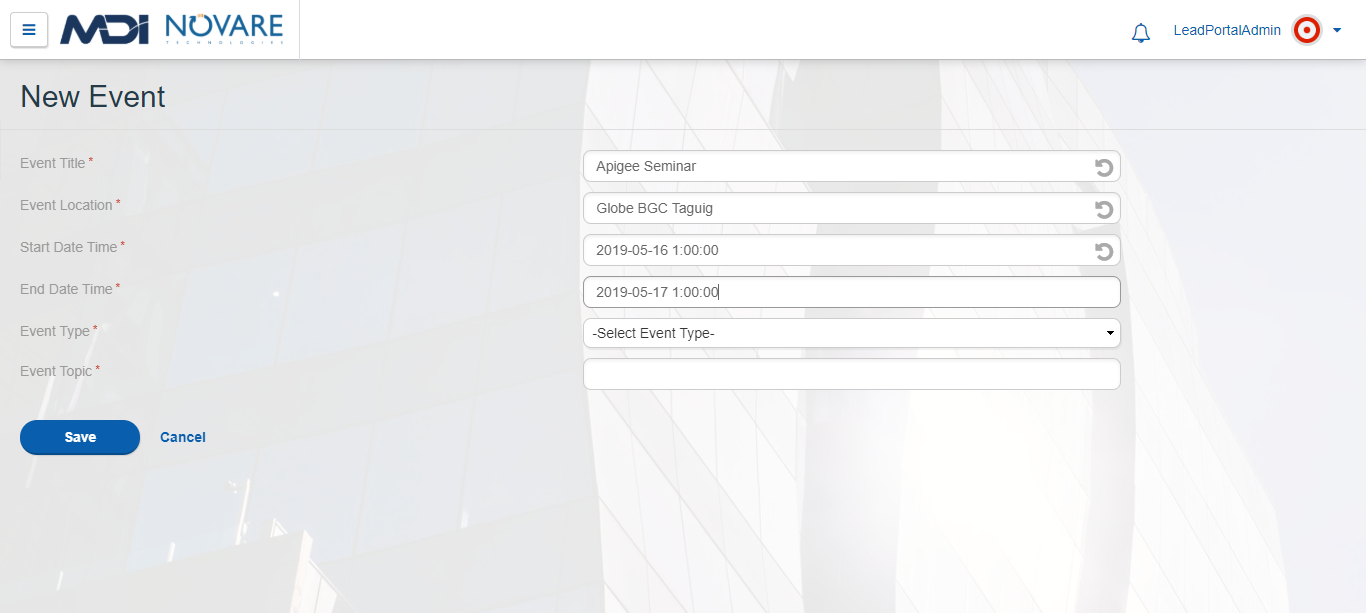 MDI NOVARE
TECHNOLOGIES
LeadPortalAdmin
New Event
Event Title *
Apigee Seminar
Event Location *
Globe BGC Taguig
Start Date Time *
2019-05-16 1:00:00
End Date Time *
2019-05-17 1:00:00
Event Type *
-Select Event Type-
Event Topic *
Save Cancel